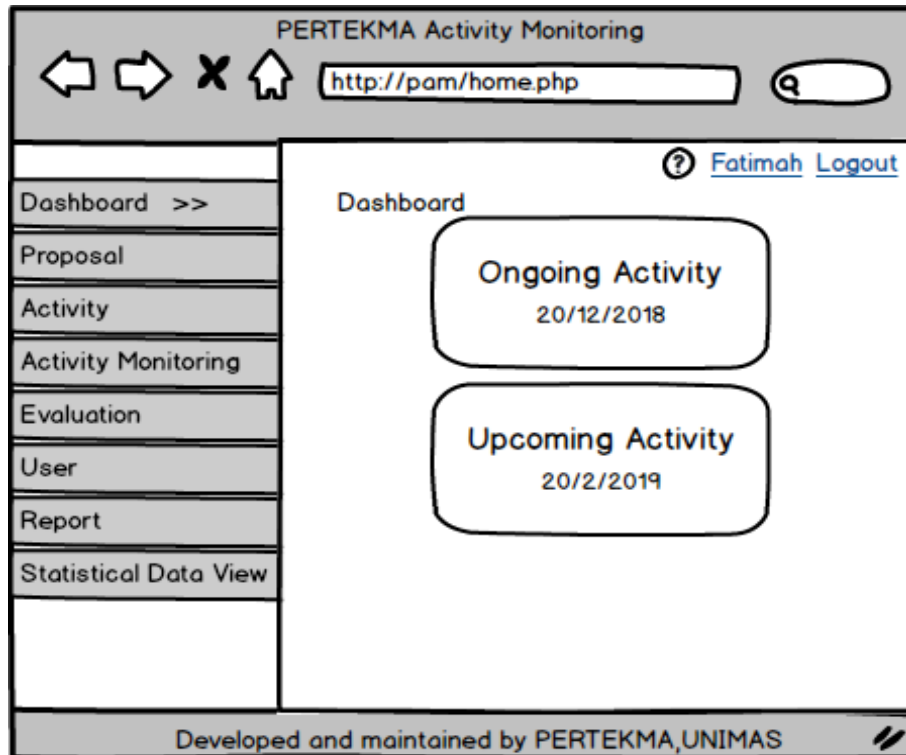 PERTEKMA Activity Monitoring
http://pam/home.php
? Fatimah Logout
Dashboard >>
Proposal
Activity
Activity Monitoring
Evaluation
User
Report
Statistical Data View
Dashboard
Ongoing Activity
20/12/2018
Upcoming Activity
20/2/2019
Developed and maintained by PERTEKMA,UNIMAS